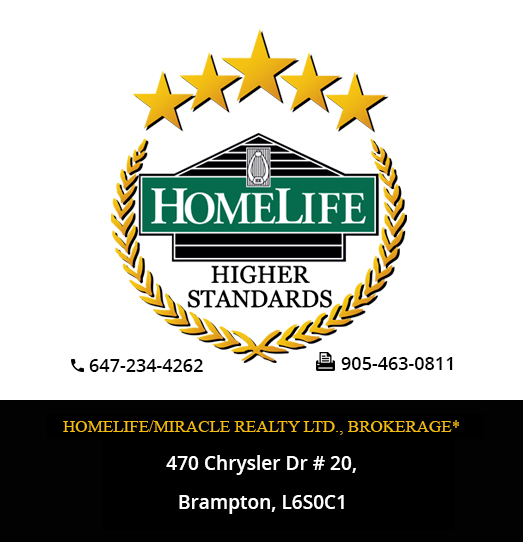 HOMELIFE
HIGHER
STANDARDS
647-234-4262 905-463-0811
HOMELIFE/MIRACLE REALTY LTD., BROKERAGE*
470 Chrysler Dr # 20,
Brampton, L6S0C1